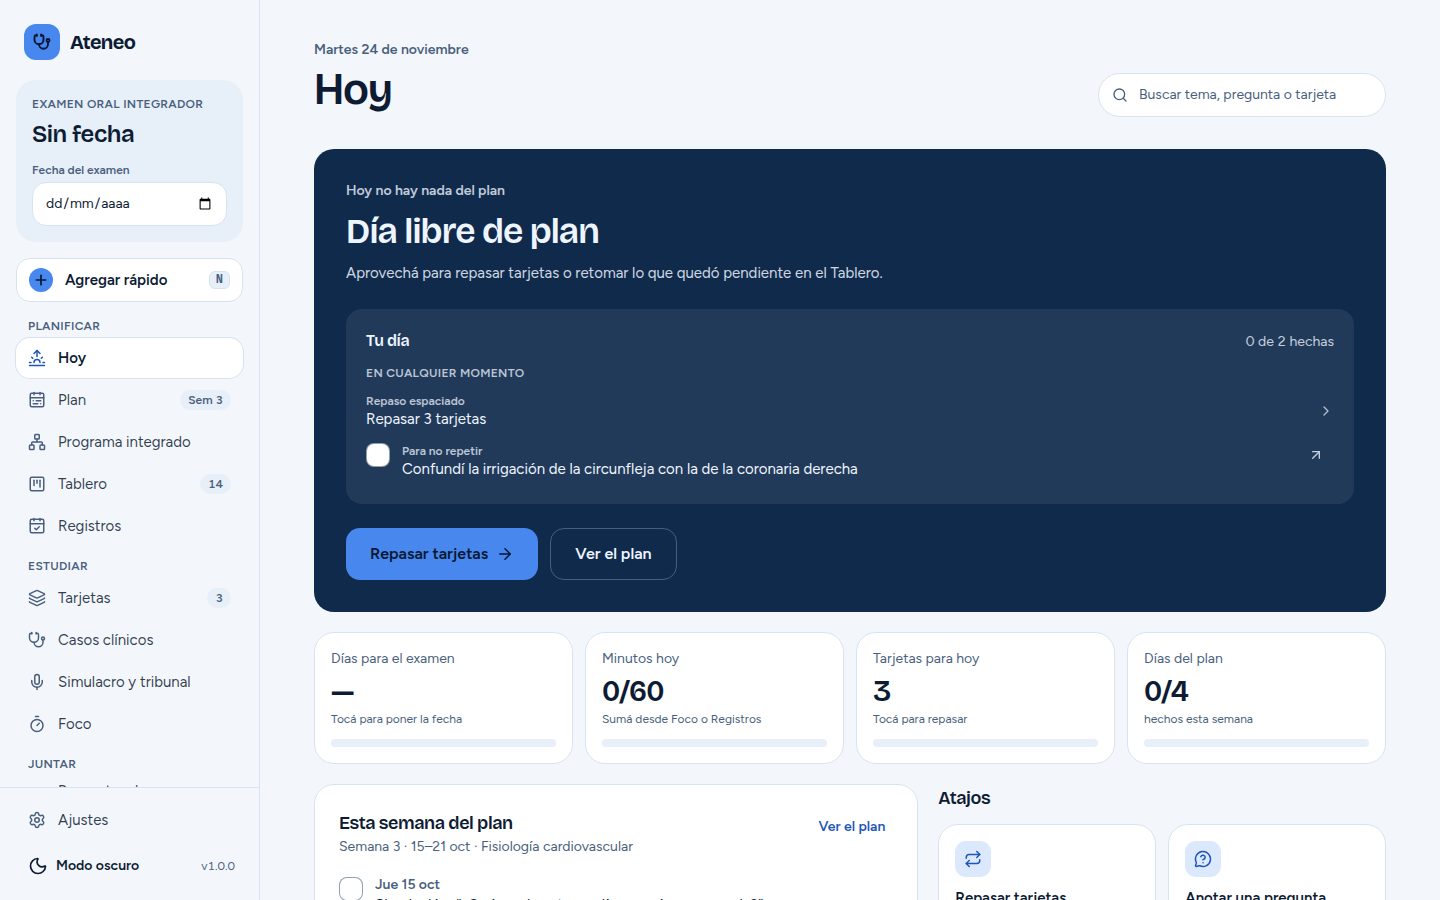 Ateneo
EXAMEN ORAL INTEGRADOR
Sin fecha
Fecha del examen
dd/mm/aaaa
Agregar rápido
N
PLANIFICAR
Hoy
Plan
Sem 3
Programa integrado
Tablero
14
Registros
ESTUDIAR
Tarjetas
3
Casos clínicos
Simulacro y tribunal
Foco
JUNTAR
Ajustes
Modo oscuro
v1.0.0
Martes 24 de noviembre
Hoy
Buscar tema, pregunta o tarjeta
Hoy no hay nada del plan
Día libre de plan
Aprovechá para repasar tarjetas o retomar lo que quedó pendiente en el Tablero.
Tu día
0 de 2 hechas
EN CUALQUIER MOMENTO
Repaso espaciado
Repasar 3 tarjetas
Para no repetir
Confundí la irrigación de la circunfleja con la de la coronaria derecha
Repasar tarjetas
Ver el plan
Días para el examen
—
Tocá para poner la fecha
Minutos hoy
0/60
Sumá desde Foco o Registros
Tarjetas para hoy
3
Tocá para repasar
Días del plan
0/4
hechos esta semana
Esta semana del plan
Ver el plan
Semana 3 · 15–21 oct · Fisiología cardiovascular
Jue 15 oct
Atajos
Repasar tarjetas
Anotar una pregunta